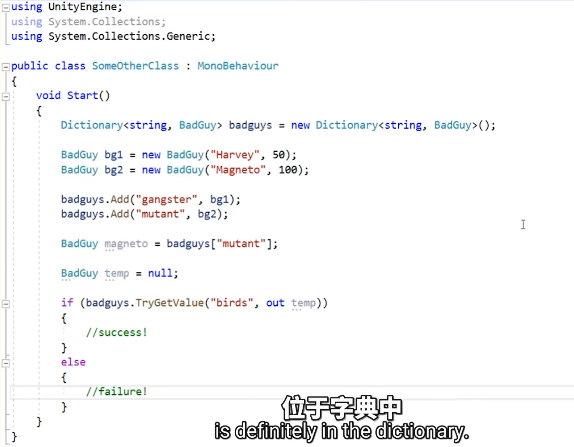 using UnityEngine;
using System.Collections;
using System.Collections.Generic;
public class SomeOtherClass : MonoBehaviour
{
void Start()
{
Dictionary<string, BadGuy> badguys = new Dictionary<string, BadGuy>();
BadGuy bg1 = new BadGuy("Harvey", 50);
BadGuy bg2 = new BadGuy("Magneto", 100);
badguys.Add("gangster", bg1);
badguys.Add("mutant", bg2);
BadGuy magneto = badguys["mutant"];
BadGuy temp = null;
if (badguys.TryGetValue("birds", out temp))
{
//success!
}
else
{
//failure!
}
}
}
位于字典中
is definitely in the dictionary.